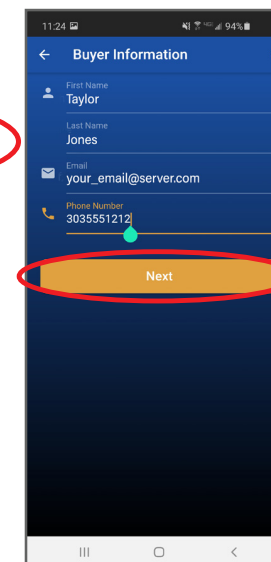 11:24 94%
Buyer Information
First Name
Taylor
Last Name
Jones
Email
your_email@server.com
Phone Number
3035551212
Next